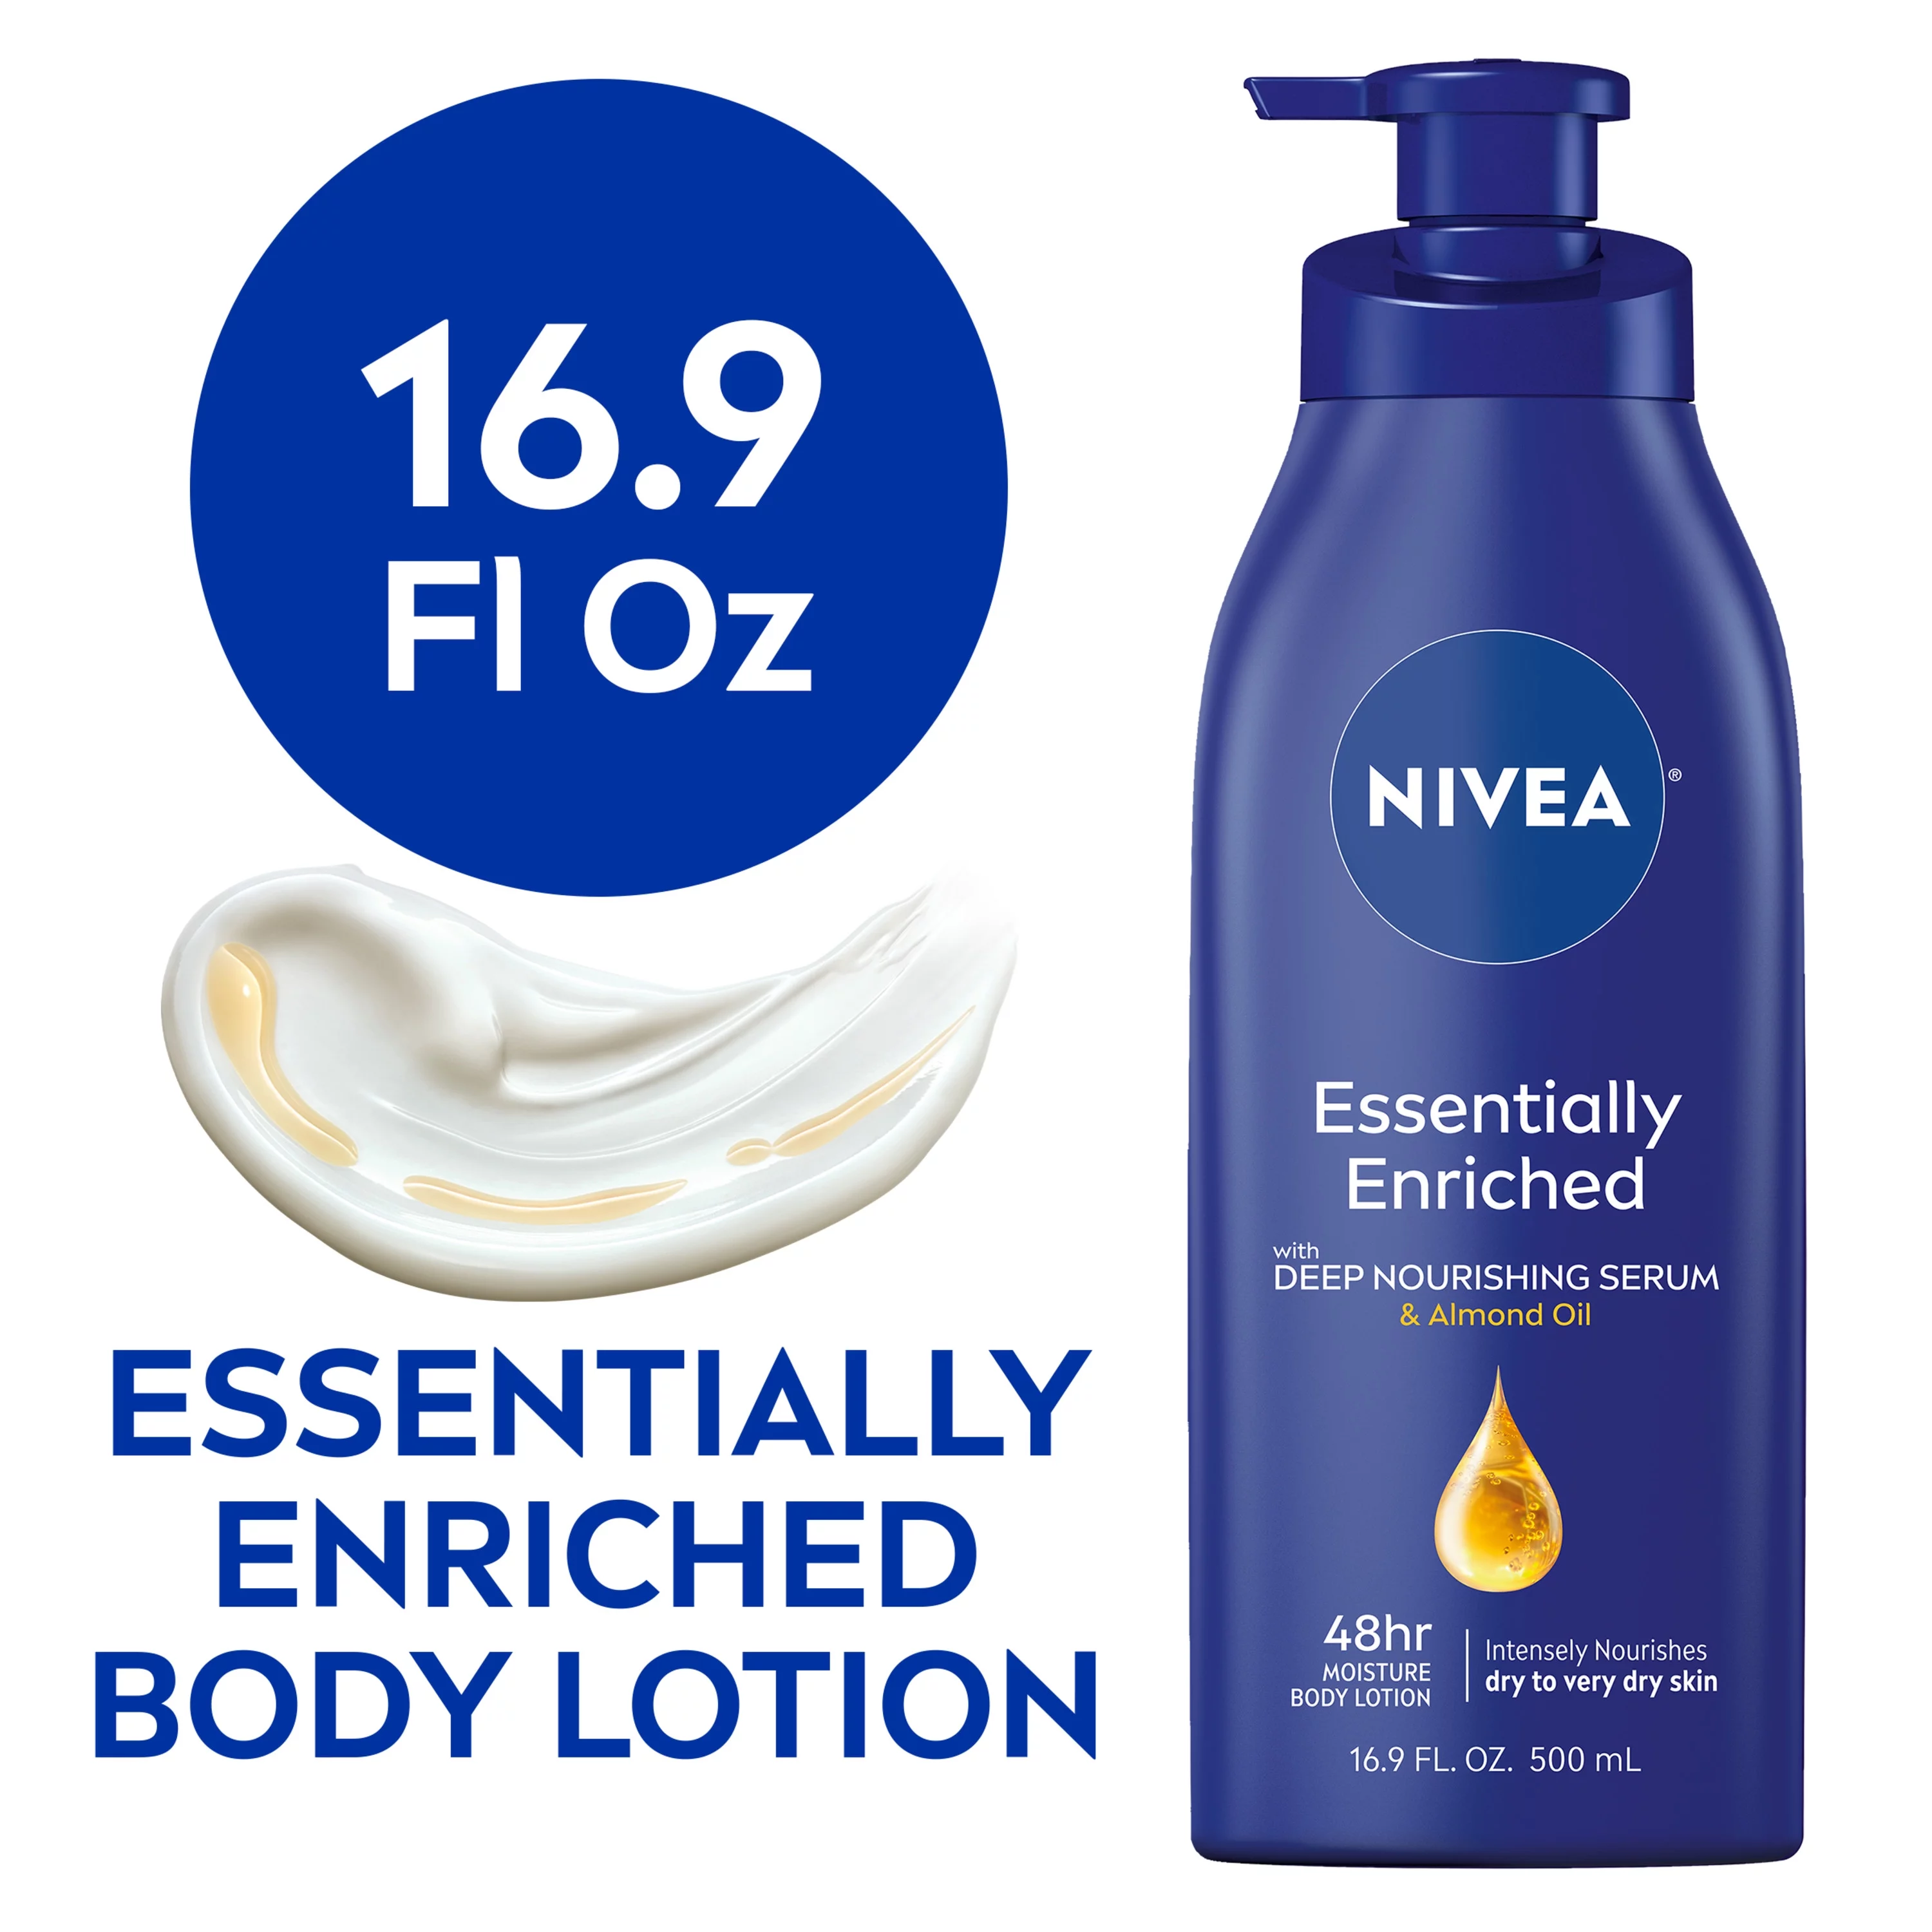 16.9
Fl Oz
ESSENTIALLY
ENRICHED
BODY LOTION
NIVEA®
Essentially
Enriched
with
DEEP NOURISHING SERUM
& Almond Oil
48hr
MOISTURE
BODY LOTION
Intensely Nourishes
dry to very dry skin
16.9 FL. OZ. 500 mL